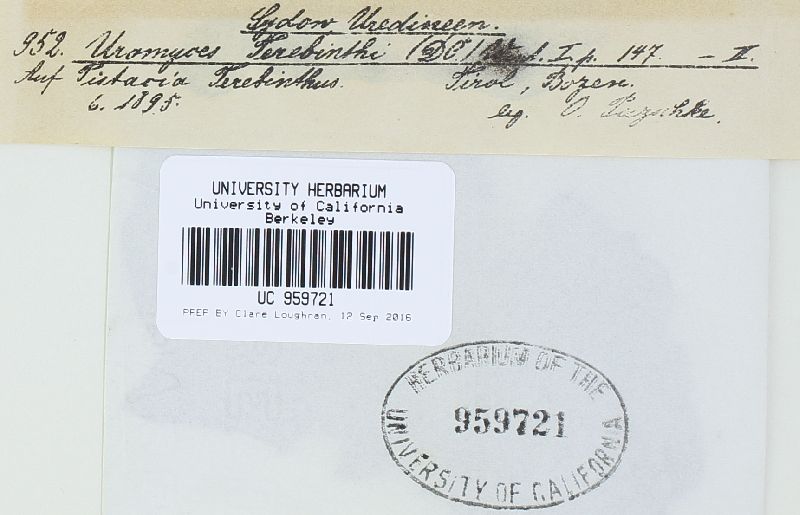 Sydow Uredineen.
952. Uromyces Terebinthi (DC) I. p. 147. – II.
Auf Pistacia Terebinthus. Tirol, Bozen.
6. 1895. leg. O. Pazschke.
UNIVERSITY HERBARIUM
University of California
Berkeley
UC 959721
PREP BY Clare Loughran, 12 Sep 2016
HERBARIUM OF THE
959721
UNIVERSITY OF CALIFORNIA